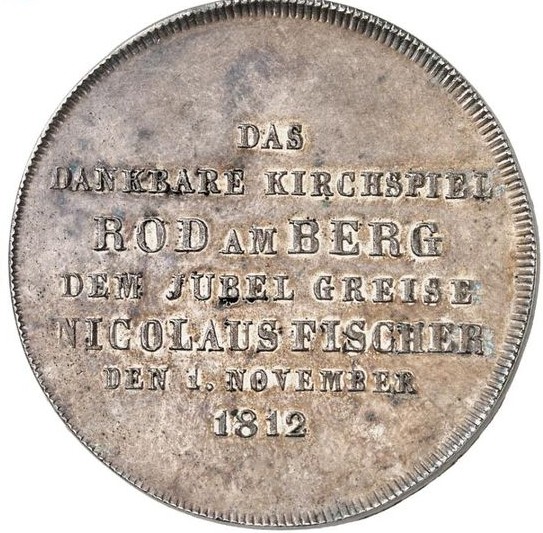 DAS
DANKBARE KIRCHSPIEL
ROD AM BERG
DEM JUBEL GREISE
NICOLAUS FISCHER
DEN 1. NOVEMBER
1812